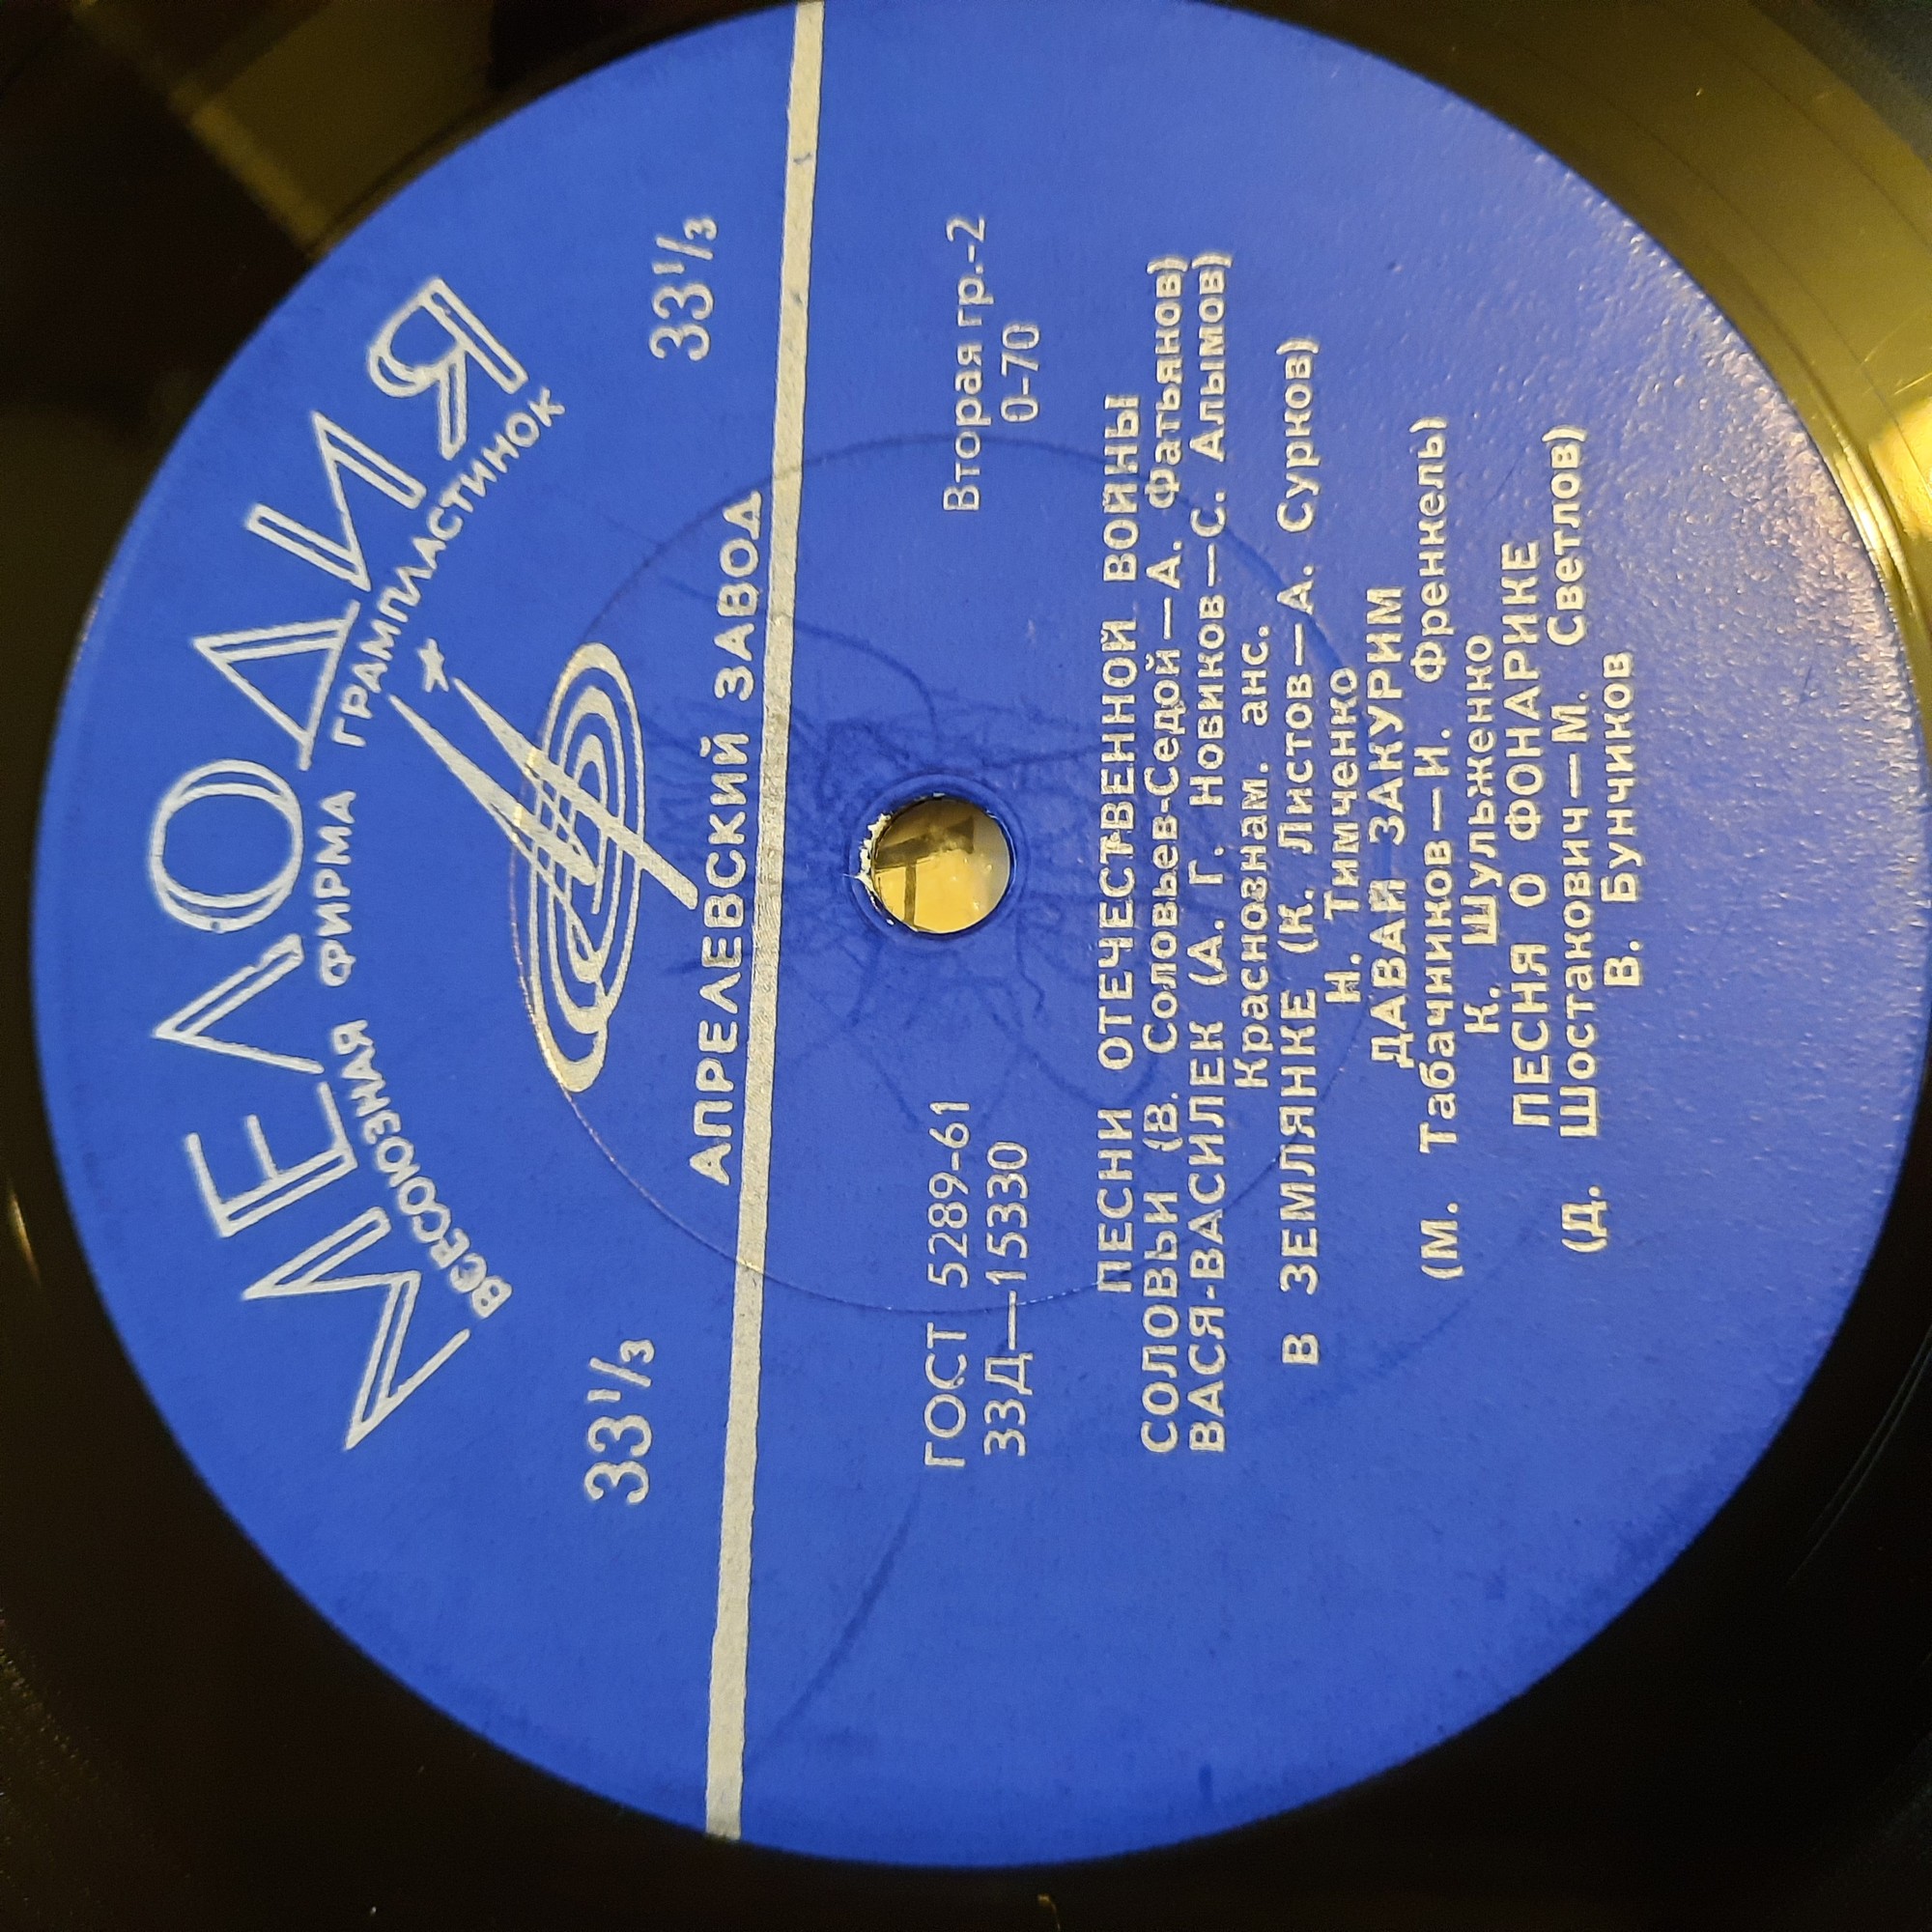 МЕЛОДИЯ
ВСЕСОЮЗНАЯ ФИРМА ГРАМПЛАСТИНОК
33⅓ 33⅓
АПРЕЛЕВСКИЙ ЗАВОД
ГОСТ 5289-61 Вторая гр.-2
33Д—15330 0-70
ПЕСНИ ОТЕЧЕСТВЕННОЙ ВОЙНЫ
СОЛОВЬИ (В. Соловьев-Седой—А. Фатьянов)
ВАСЯ-ВАСИЛЕК (А. Г. Новиков—С. Алымов)
Краснознам. анс.
В ЗЕМЛЯНКЕ (К. Листов—А. Сурков)
Н. Тимченко
ДАВАЙ ЗАКУРИМ
(М. Табачников—И. Френкель)
К. Шульженко
ПЕСНЯ О ФОНАРИКЕ
(Д. Шостакович—М. Светлов)
В. Бунчиков